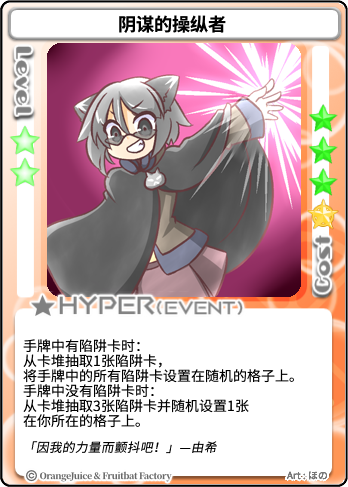 阴谋的操纵者
Level
Cost
HYPER(EVENT)
手牌中有陷阱卡时:
从卡堆抽取1张陷阱卡，
将手牌中的所有陷阱卡设置在随机的格子上。
手牌中没有陷阱卡时:
从卡堆抽取3张陷阱卡并随机设置1张
在你所在的格子上。
「因我的力量而颤抖吧！」—由希
© OrangeJuice & Fruitbat Factory
Art : ほの